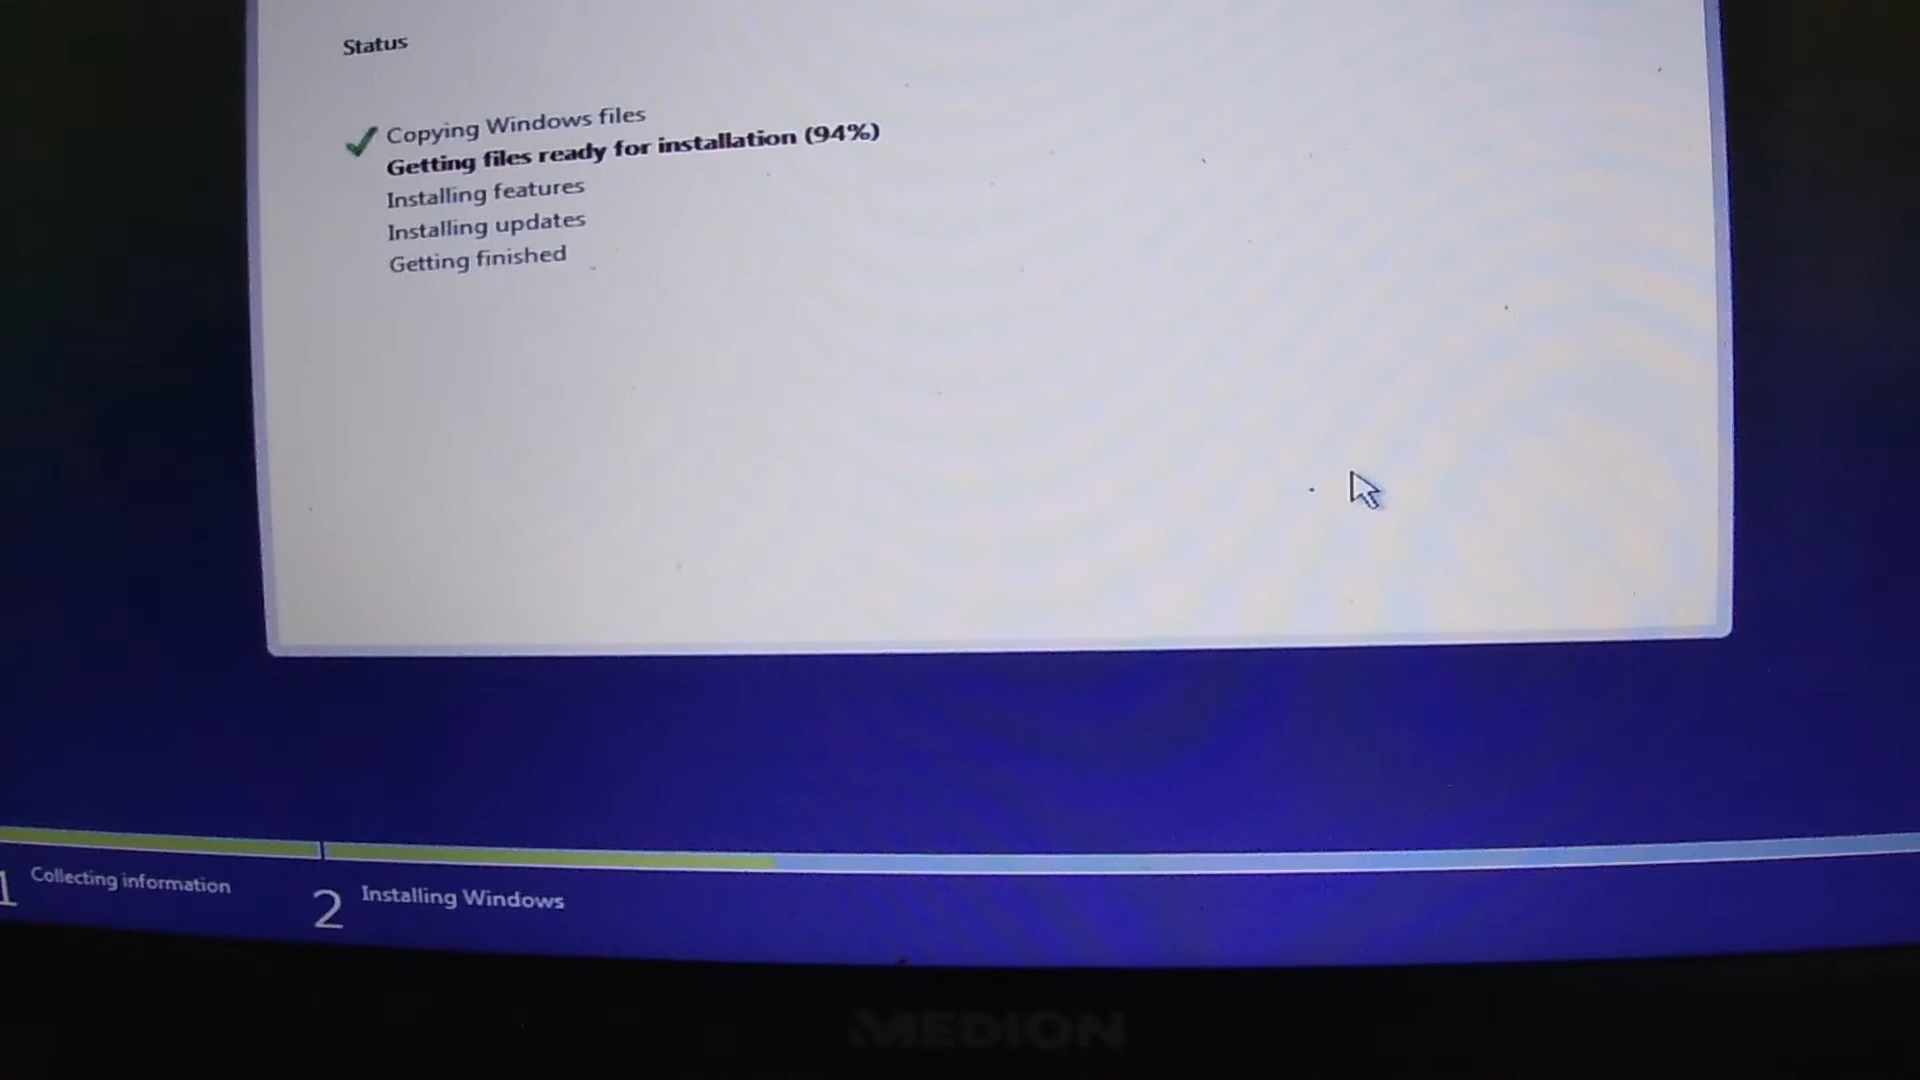 Status
Copying Windows files
Getting files ready for installation (94%)
Installing features
Installing updates
Getting finished
1 Collecting information
2 Installing Windows
MEDION